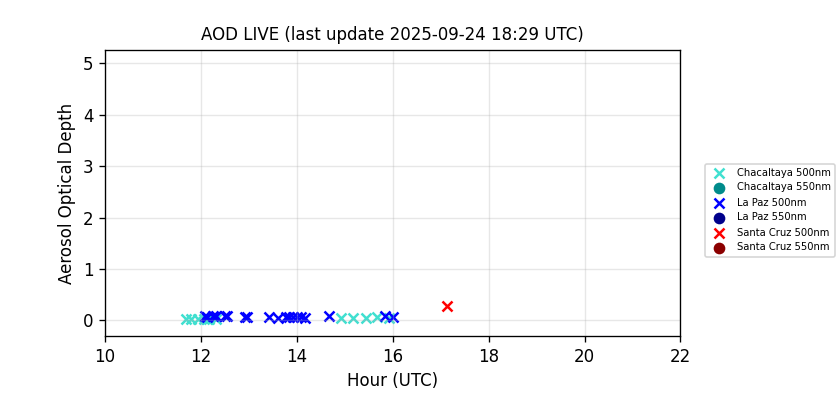 AOD LIVE (last update 2025-09-24 18:29 UTC)
Aerosol Optical Depth
5
4
3
2
1
0
10 12 14 16 18 20 22
Hour (UTC)
Chacaltaya 500nm
Chacaltaya 550nm
La Paz 500nm
La Paz 550nm
Santa Cruz 500nm
Santa Cruz 550nm